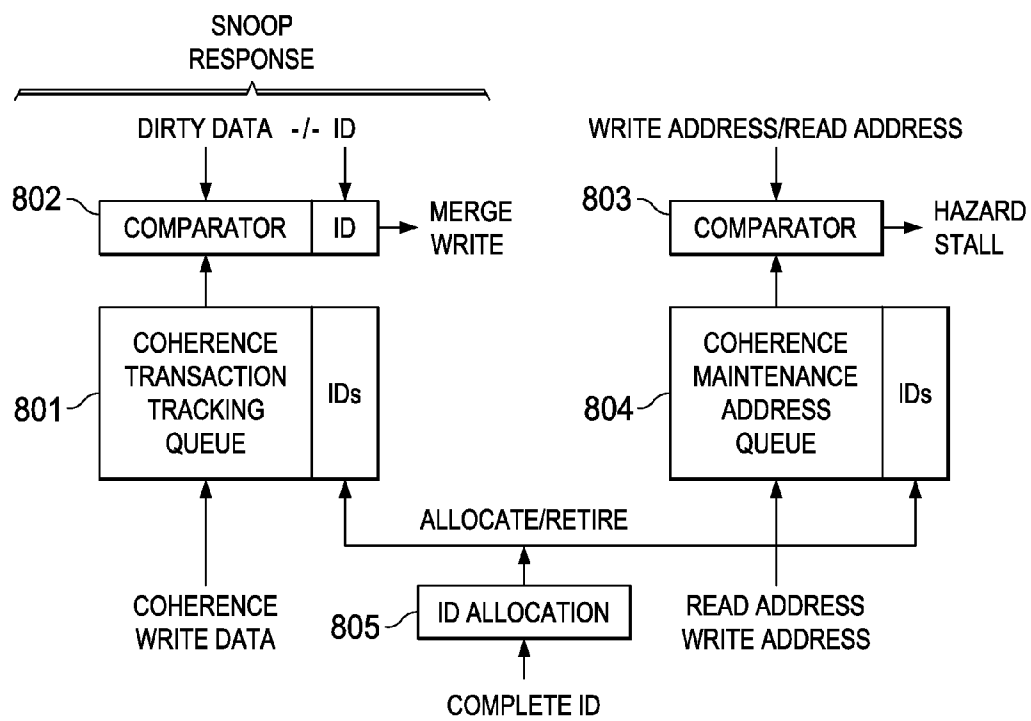 SNOOP
RESPONSE
DIRTY DATA -/- ID
WRITE ADDRESS/READ ADDRESS
802
COMPARATOR
ID
MERGE
WRITE
803
COMPARATOR
HAZARD
STALL
801
COHERENCE
TRANSACTION
TRACKING
QUEUE
IDs
804
COHERENCE
MAINTENANCE
ADDRESS
QUEUE
IDs
ALLOCATE/RETIRE
COHERENCE
WRITE DATA
805
ID ALLOCATION
READ ADDRESS
WRITE ADDRESS
COMPLETE ID